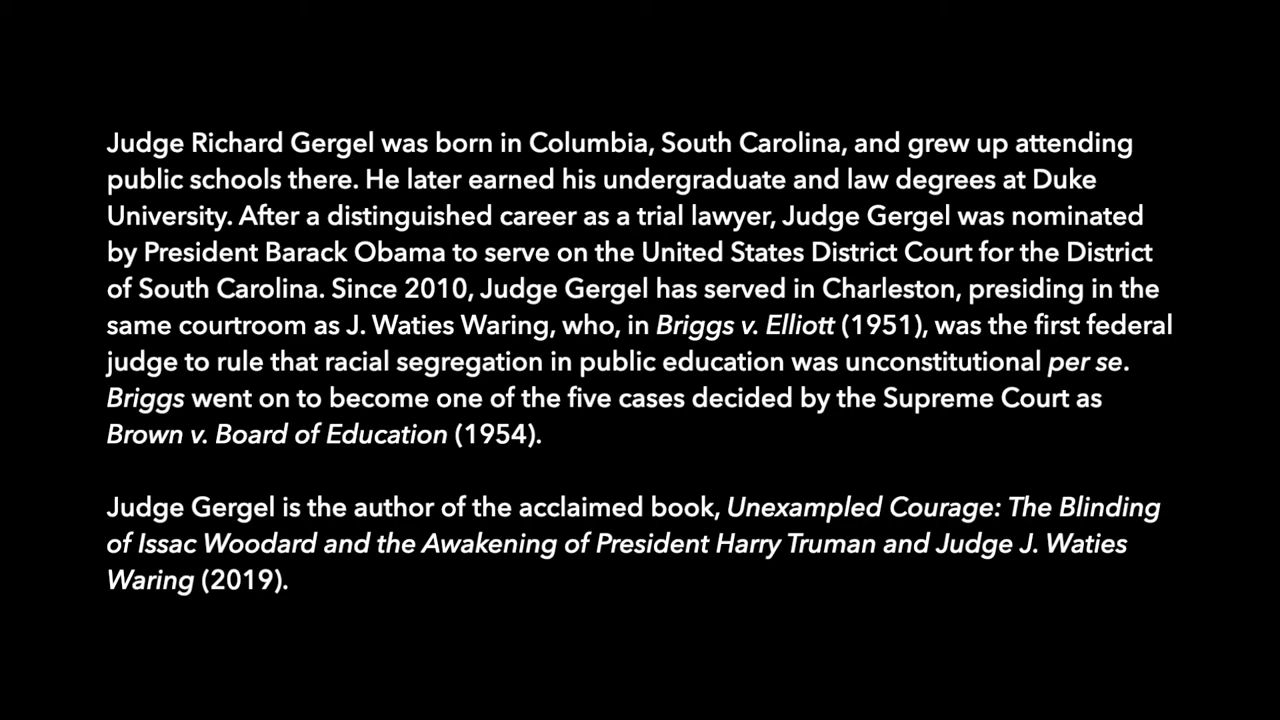 Judge Richard Gergel was born in Columbia, South Carolina, and grew up attending
public schools there. He later earned his undergraduate and law degrees at Duke
University. After a distinguished career as a trial lawyer, Judge Gergel was nominated
by President Barack Obama to serve on the United States District Court for the District
of South Carolina. Since 2010, Judge Gergel has served in Charleston, presiding in the
same courtroom as J. Waties Waring, who, in Briggs v. Elliott (1951), was the first federal
judge to rule that racial segregation in public education was unconstitutional per se.
Briggs went on to become one of the five cases decided by the Supreme Court as
Brown v. Board of Education (1954).
Judge Gergel is the author of the acclaimed book, Unexampled Courage: The Blinding
of Issac Woodard and the Awakening of President Harry Truman and Judge J. Waties
Waring (2019).